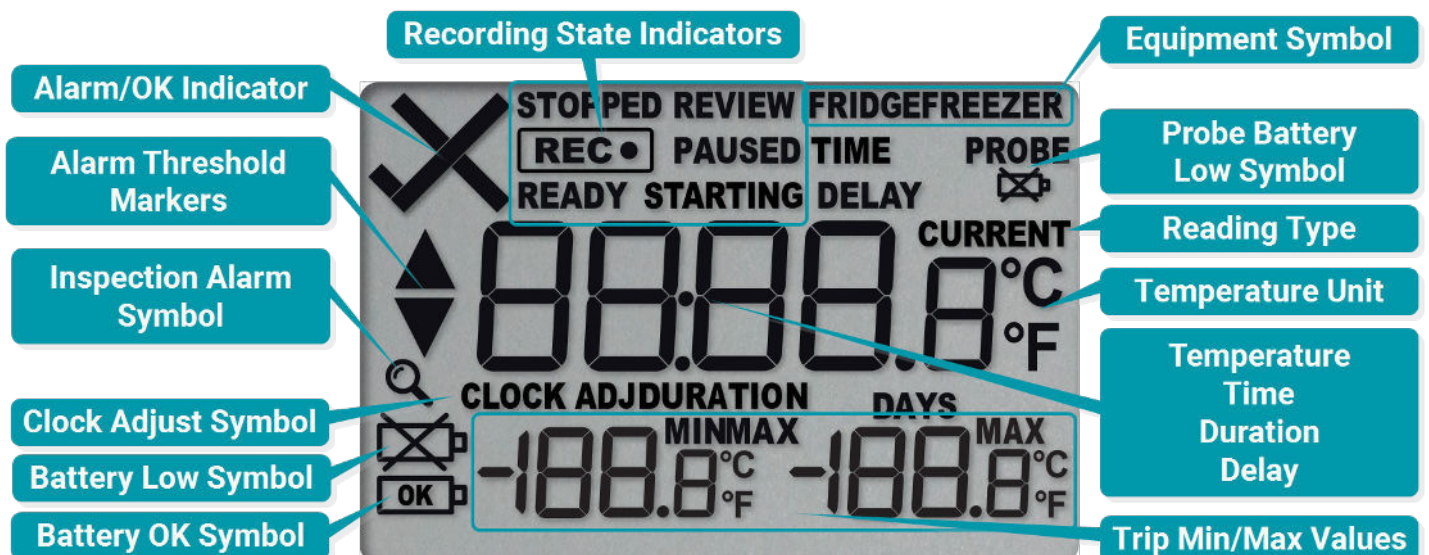 Recording State Indicators
Equipment Symbol
Alarm/OK Indicator
STOPPED REVIEW FRIDGEFREEZER
REC● PAUSED TIME PROBE
READY STARTING DELAY
Alarm Threshold
Markers
Probe Battery
Low Symbol
CURRENT
Reading Type
Inspection Alarm
Symbol
88:88.8°C
°F
Temperature Unit
Temperature
Time
Duration
Delay
Clock Adjust Symbol
CLOCK ADJDURATION DAYS
MINMAX MAX
-188.8°C -188.8°C
°F °F
Battery Low Symbol
OK
Battery OK Symbol
Trip Min/Max Values